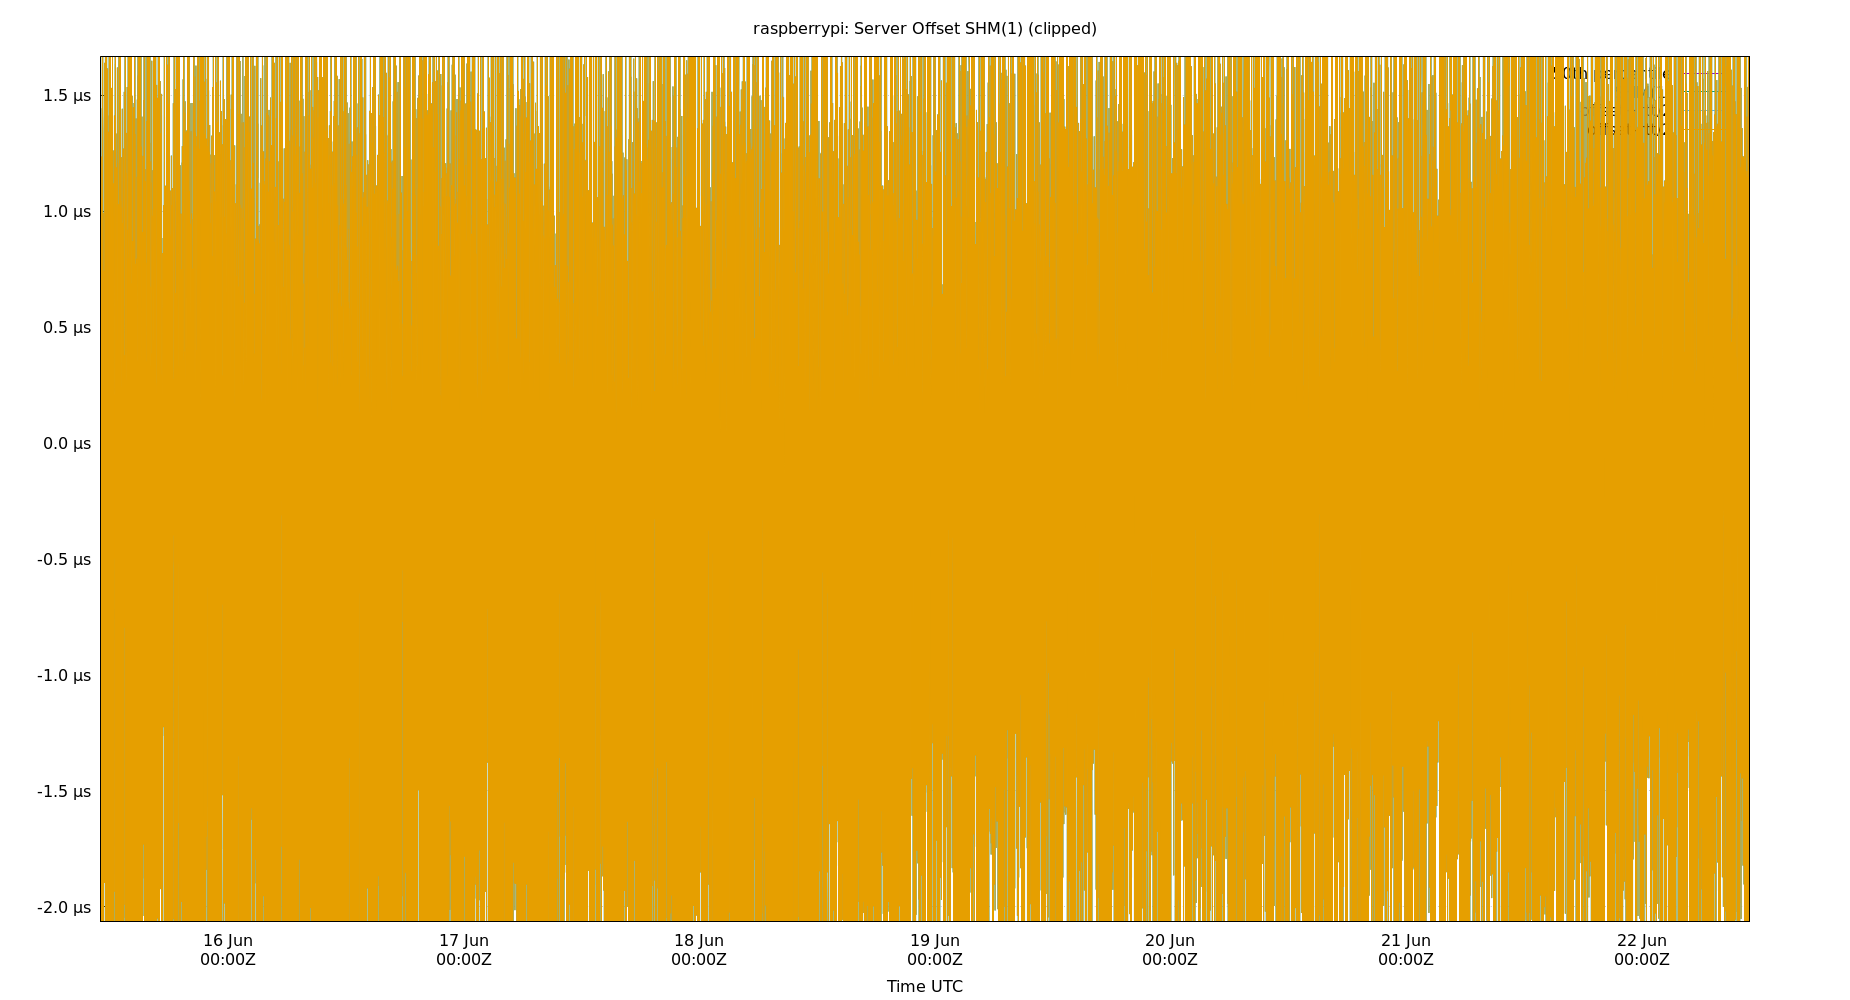 raspberrypi: Server Offset SHM(1) (clipped)
50th percentile
1.5 µs
1.0 µs
0.5 µs
0.0 µs
-0.5 µs
-1.0 µs
-1.5 µs
-2.0 µs
16 Jun 17 Jun 18 Jun 19 Jun 20 Jun 21 Jun 22 Jun
00:00Z 00:00Z 00:00Z 00:00Z 00:00Z 00:00Z 00:00Z
Time UTC